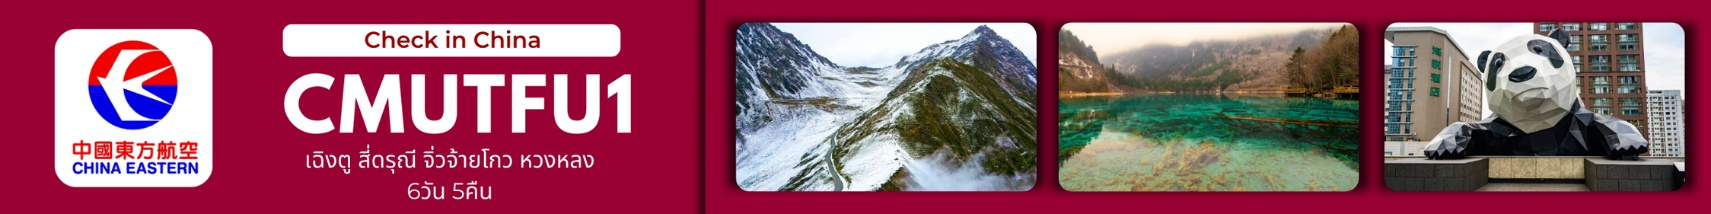 中國東方航空
CHINA EASTERN
Check in China
CMUTFU1
เฉิงตู สี่ดรุณี จิ่วจ้ายโกว หวงหลง
6วัน 5คืน